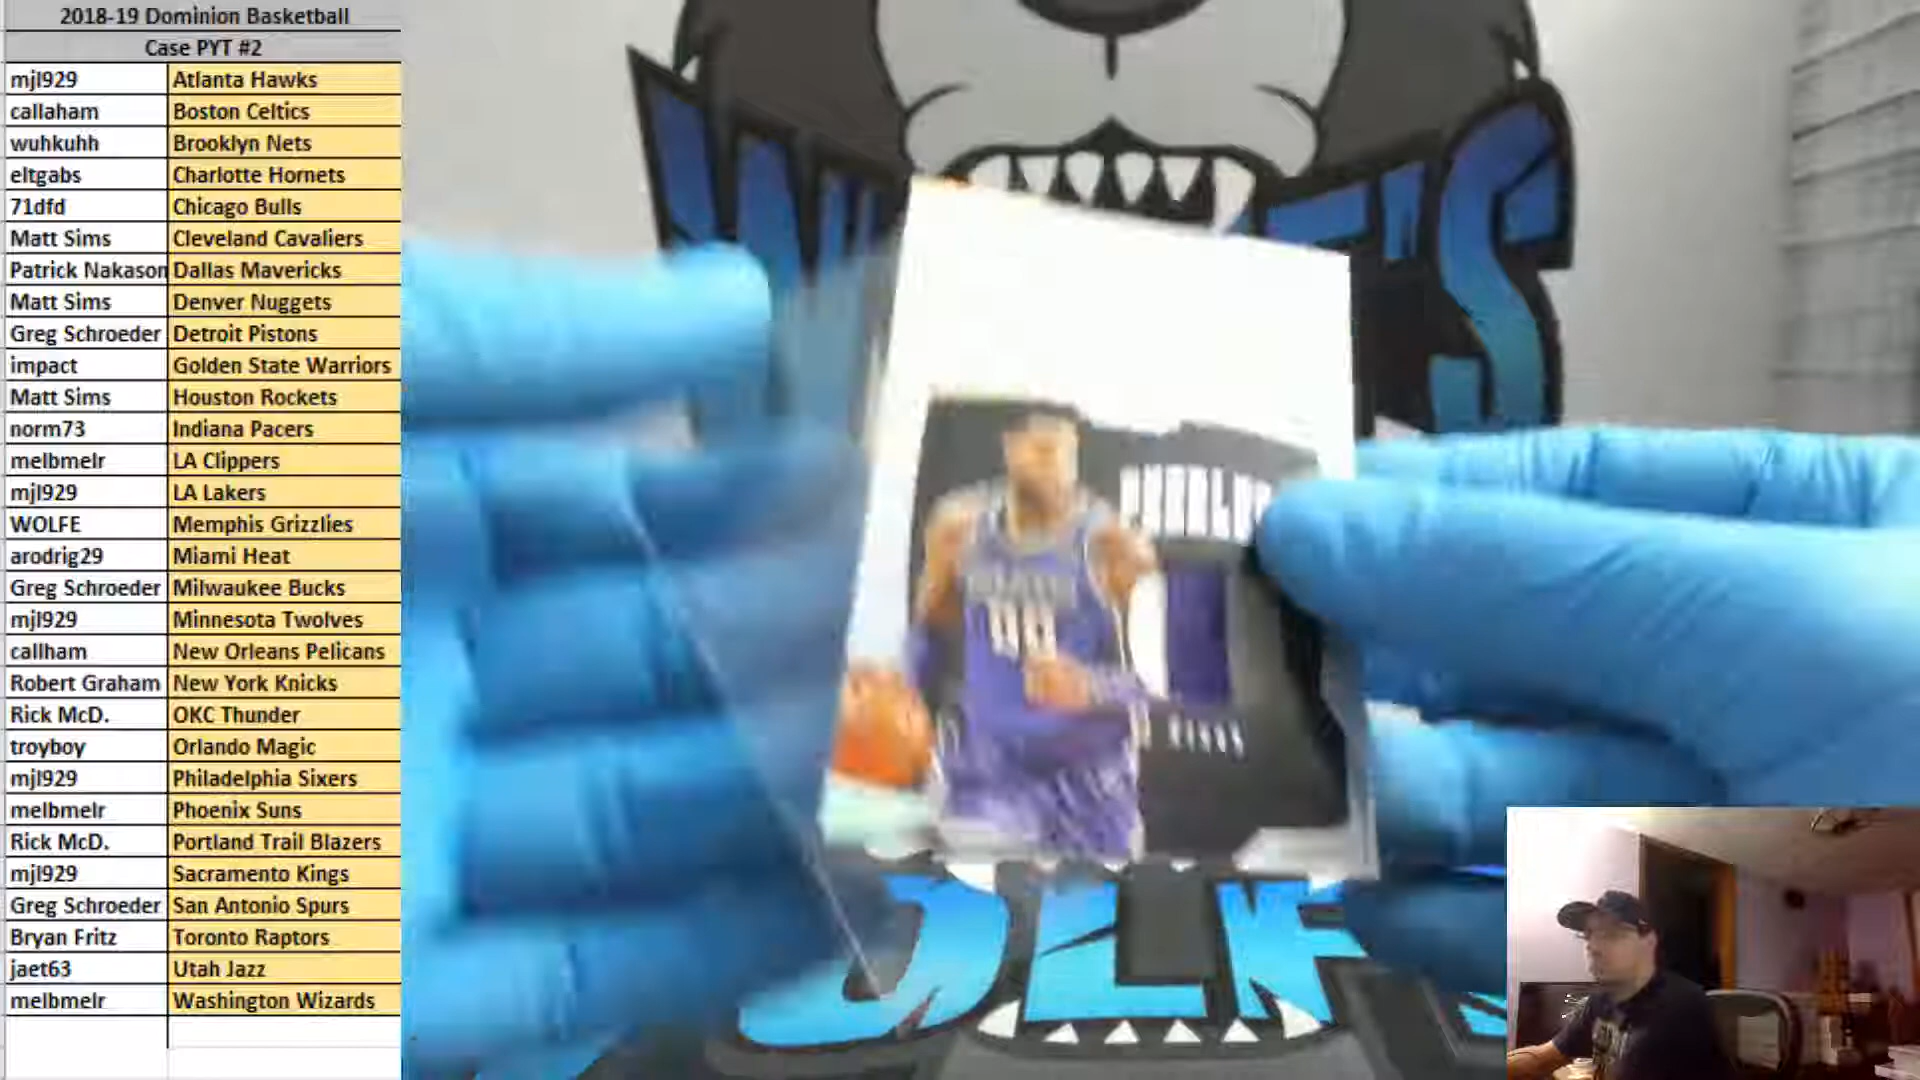 2018-19 Dominion Basketball
Case PYT #2
mjl929 Atlanta Hawks
callaham Boston Celtics
wuhkuhh Brooklyn Nets
eltgabs Charlotte Hornets
71dfd Chicago Bulls
Matt Sims Cleveland Cavaliers
Patrick Nakason Dallas Mavericks
Matt Sims Denver Nuggets
Greg Schroeder Detroit Pistons
impact Golden State Warriors
Matt Sims Houston Rockets
norm73 Indiana Pacers
melbmelr LA Clippers
mjl929 LA Lakers
WOLFE Memphis Grizzlies
arodrig29 Miami Heat
Greg Schroeder Milwaukee Bucks
mjl929 Minnesota Twolves
callham New Orleans Pelicans
Robert Graham New York Knicks
Rick McD. OKC Thunder
troyboy Orlando Magic
mjl929 Philadelphia Sixers
melbmelr Phoenix Suns
Rick McD. Portland Trail Blazers
mjl929 Sacramento Kings
Greg Schroeder San Antonio Spurs
Bryan Fritz Toronto Raptors
jaet63 Utah Jazz
melbmelr Washington Wizards
KINGS